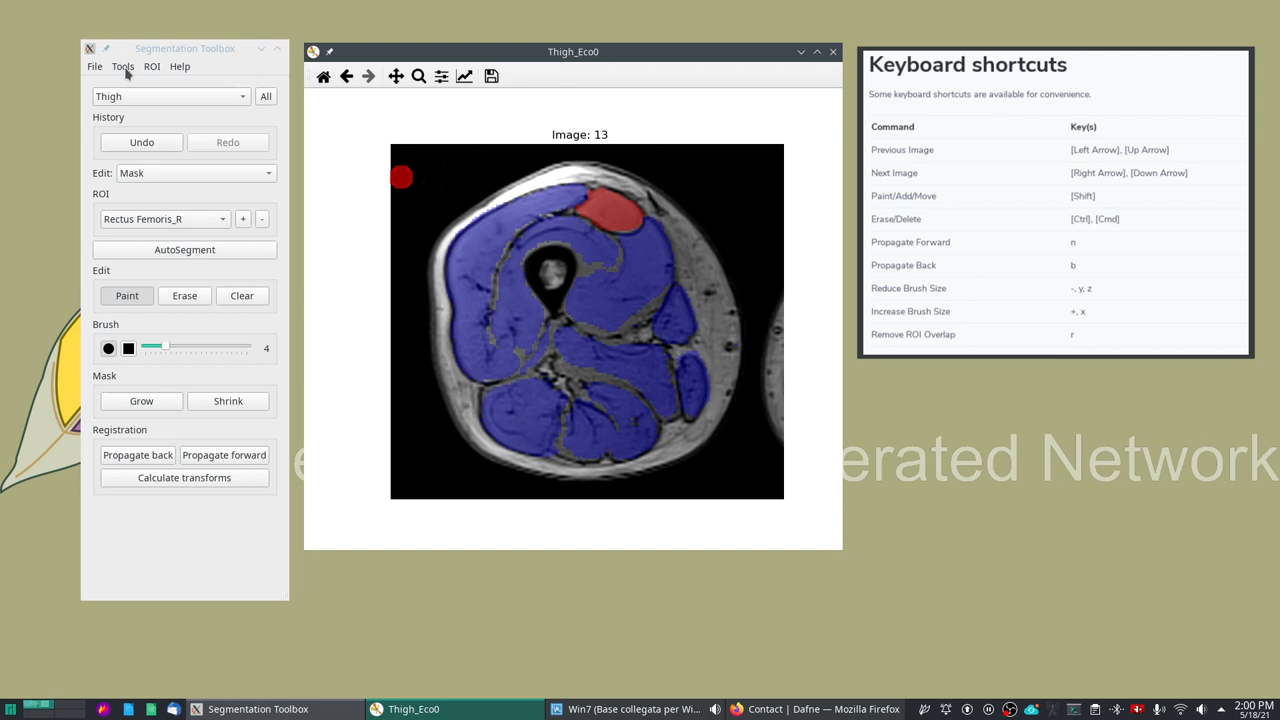 Segmentation Toolbox
File Tools ROI Help
Thigh All
History
Undo Redo
Edit: Mask
ROI
Rectus Femoris_R + -
AutoSegment
Edit
Paint Erase Clear
Brush
4
Mask
Grow Shrink
Registration
Propagate back Propagate forward
Calculate transforms
Thigh_Eco0
Image: 13
Keyboard shortcuts
Some keyboard shortcuts are available for convenience.
Command Key(s)
Previous Image [Left Arrow], [Up Arrow]
Next Image [Right Arrow], [Down Arrow]
Paint/Add/Move [Shift]
Erase/Delete [Ctrl], [Cmd]
Propagate Forward n
Propagate Back b
Reduce Brush Size -, y, z
Increase Brush Size +, x
Remove ROI Overlap r
erated Network
Segmentation Toolbox
Thigh_Eco0
Win7 (Base collegata per Wi...
Contact | Dafne — Mozilla Firefox
2:00 PM
5/18/21